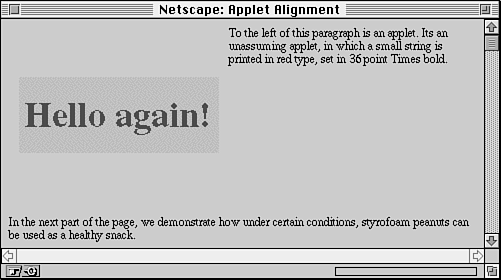 Netscape: Applet Alignment
To the left of this paragraph is an applet. Its an
unassuming applet, in which a small string is
printed in red type, set in 36 point Times bold.
Hello again!
In the next part of the page, we demonstrate how under certain conditions, styrofoam peanuts can
be used as a healthy snack.